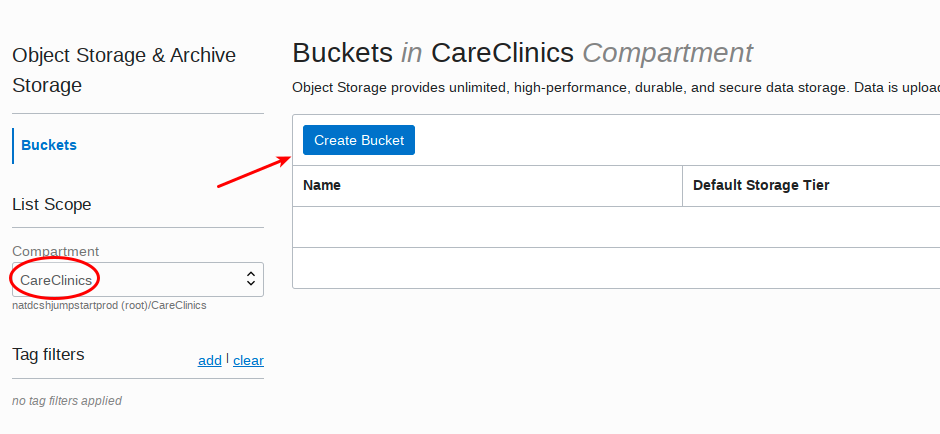 Object Storage & Archive
Storage
Buckets
List Scope
Compartment
CareClinics
natdcshjumpstartprod (root)/CareClinics
Tag filters
add | clear
no tag filters applied
Buckets in CareClinics Compartment
Object Storage provides unlimited, high-performance, durable, and secure data storage. Data is uploa
Create Bucket
Name Default Storage Tier